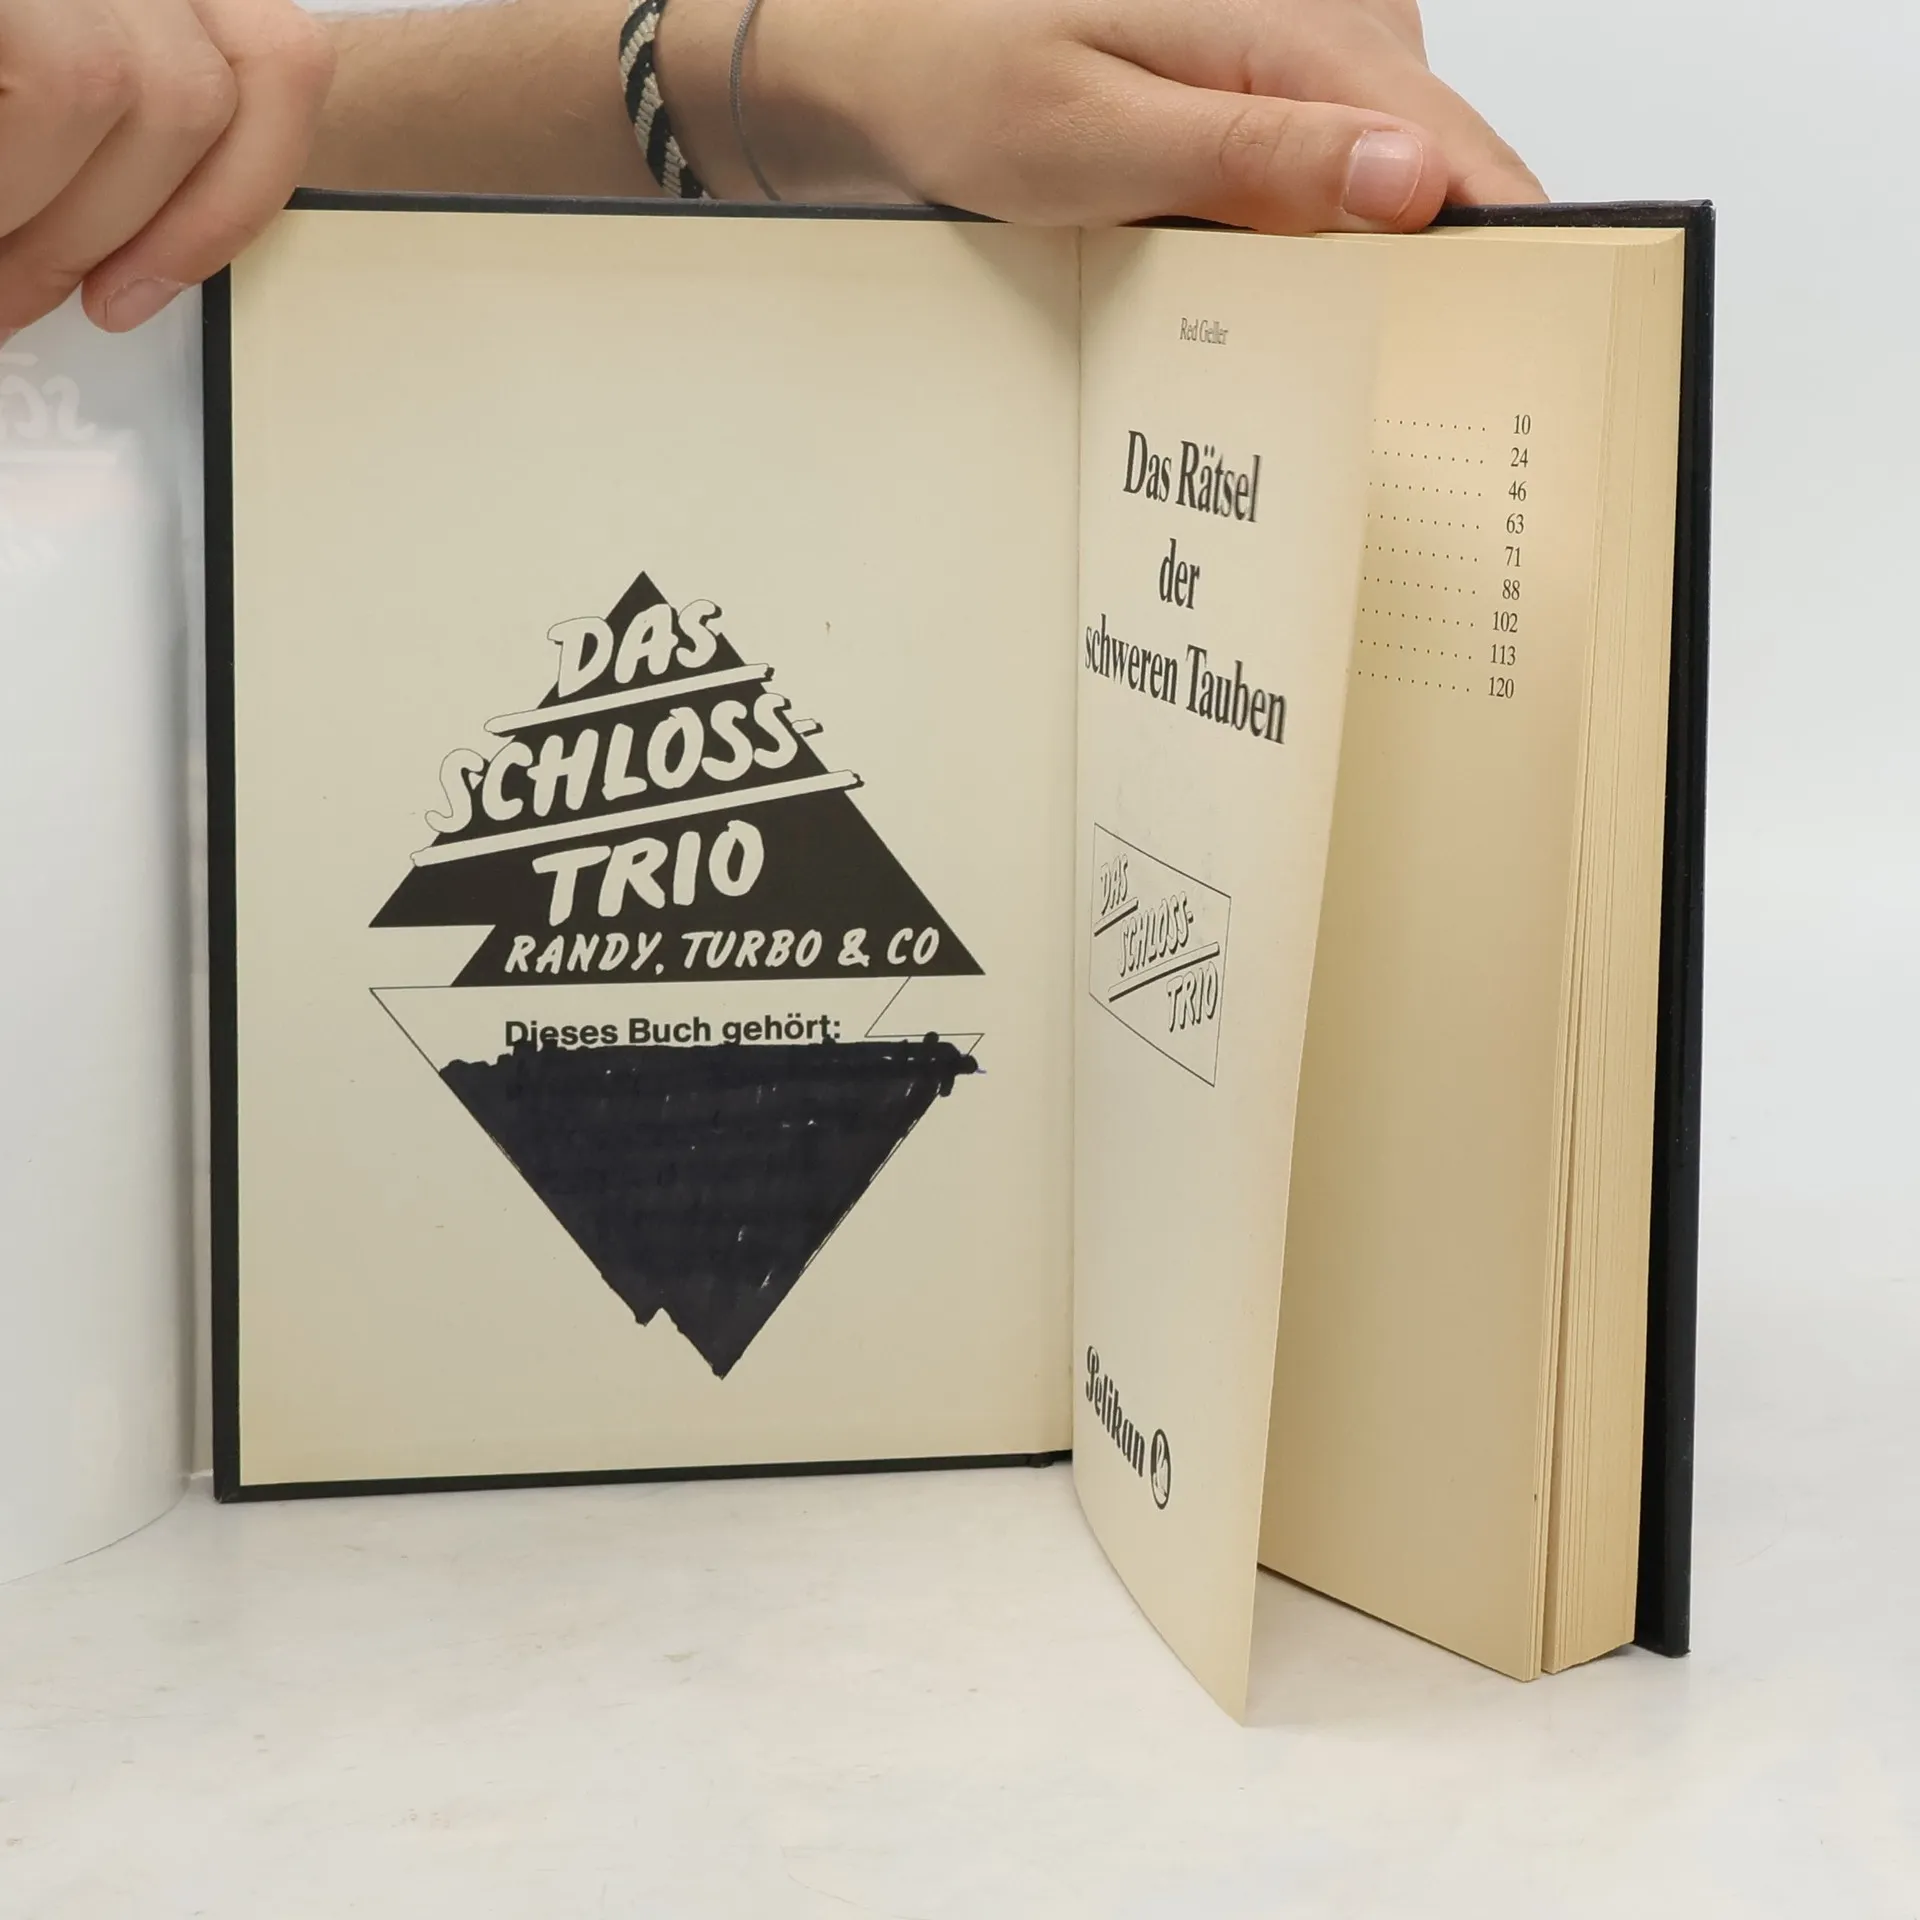 DAS
SCHLOSS-
TRIO
RANDY, TURBO & CO
Dieses Buch gehört:
Red Geller
Das Rätsel
der
schweren Tauben
DAS
SCHLOSS-
TRIO
Pelikan
. . . . . . . . 10
. . . . . . . . 24
. . . . . . . . 46
. . . . . . . . 63
. . . . . . . . 71
. . . . . . . . 88
. . . . . . . . 102
. . . . . . . . 113
. . . . . . . . 120